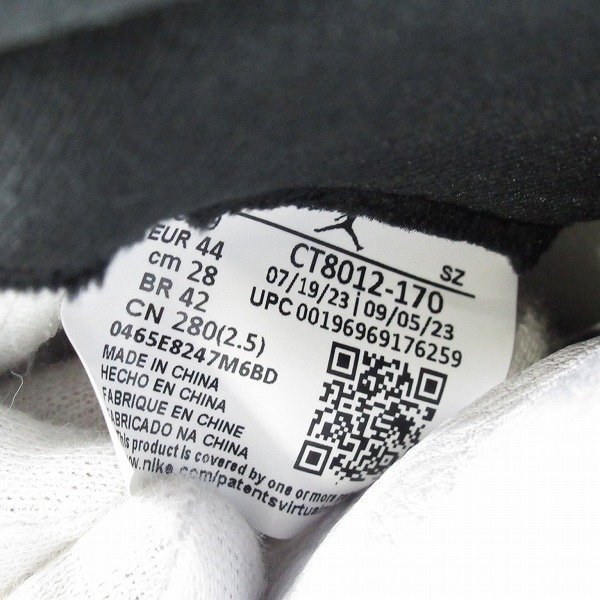 EUR 44
cm 28
BR 42
CN 280(2.5)
0465E8247M6BD
MADE IN CHINA
HECHO EN CHINA
FABRIQUE EN CHINE
FABRICADO NA CHINA
This product is covered by one or more
www.nike.com/patents
SZ
CT8012-170
07/19/23 | 09/05/23
UPC 00196969176259